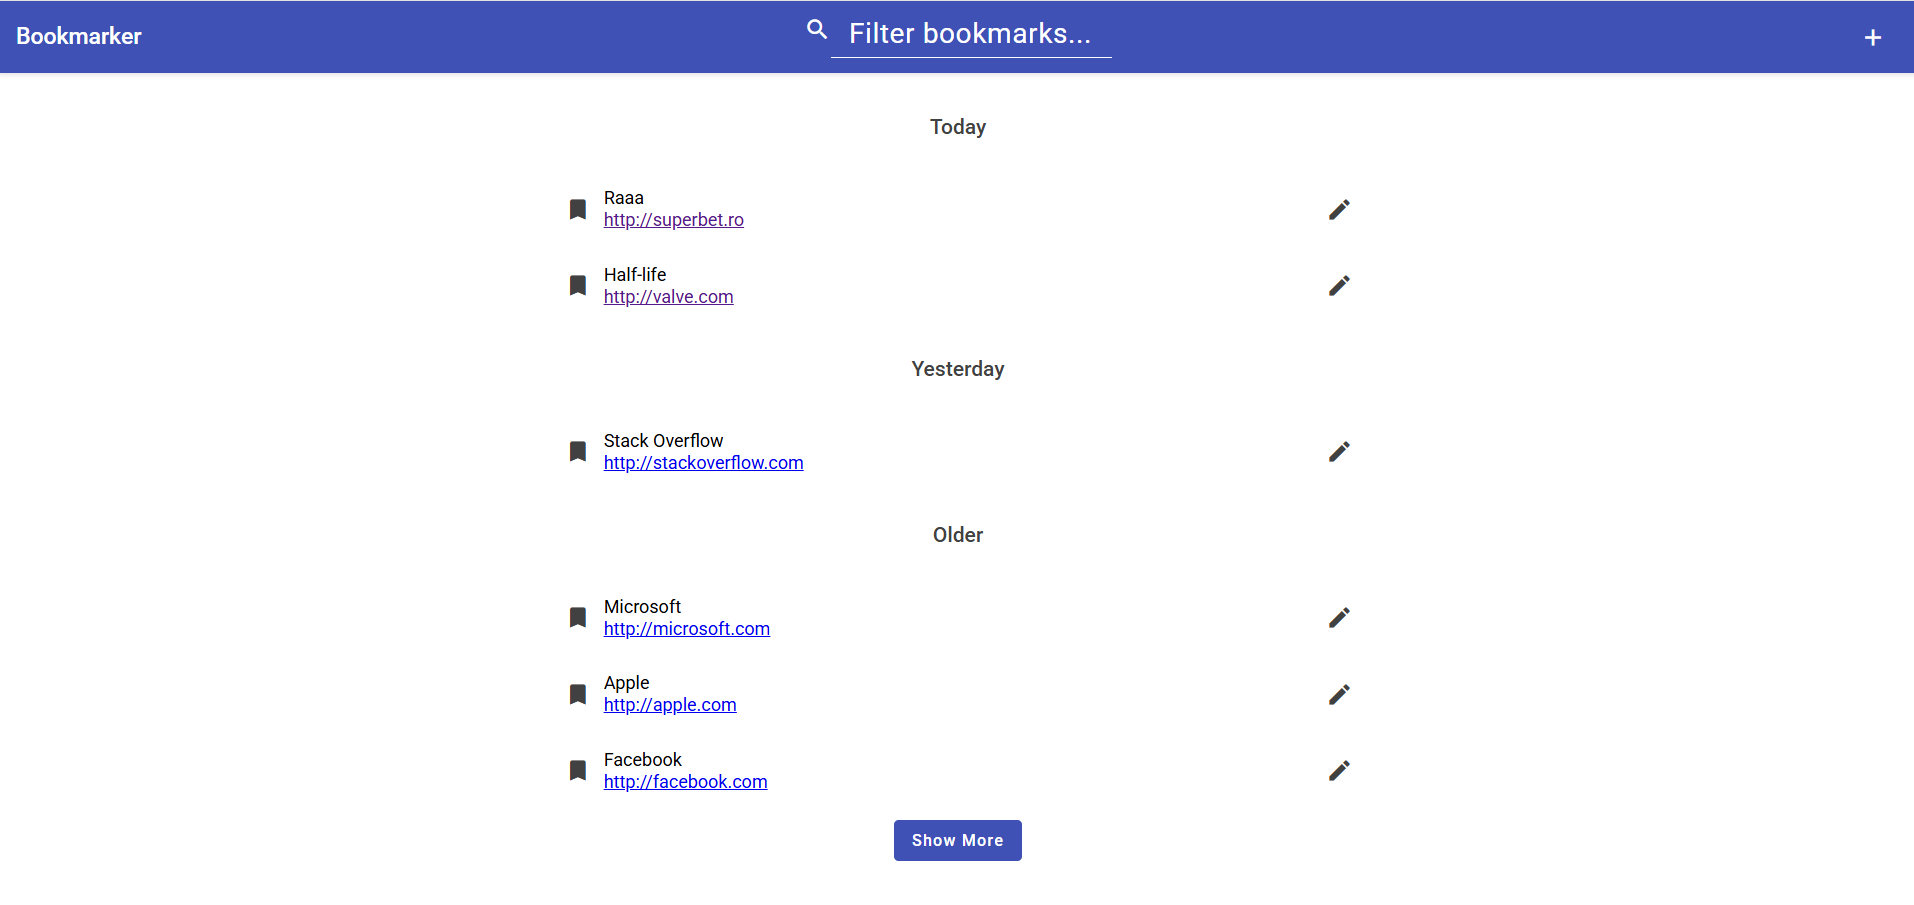 Bookmarker
Filter bookmarks...
Today
Raaa
http://superbet.ro
Half-life
http://valve.com
Yesterday
Stack Overflow
http://stackoverflow.com
Older
Microsoft
http://microsoft.com
Apple
http://apple.com
Facebook
http://facebook.com
Show More